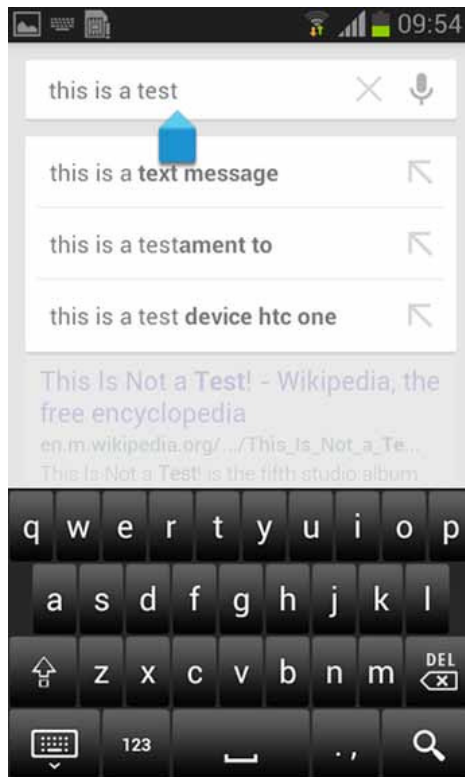 09:54
this is a test
this is a text message
this is a testament to
this is a test device htc one
This Is Not a Test! - Wikipedia, the
free encyclopedia
en.m.wikipedia.org/.../This_Is_Not_a_Te...
This Is Not a Test! is the fifth studio album
q w e r t y u i o p
a s d f g h j k l
z x c v b n m DEL
123 . ,